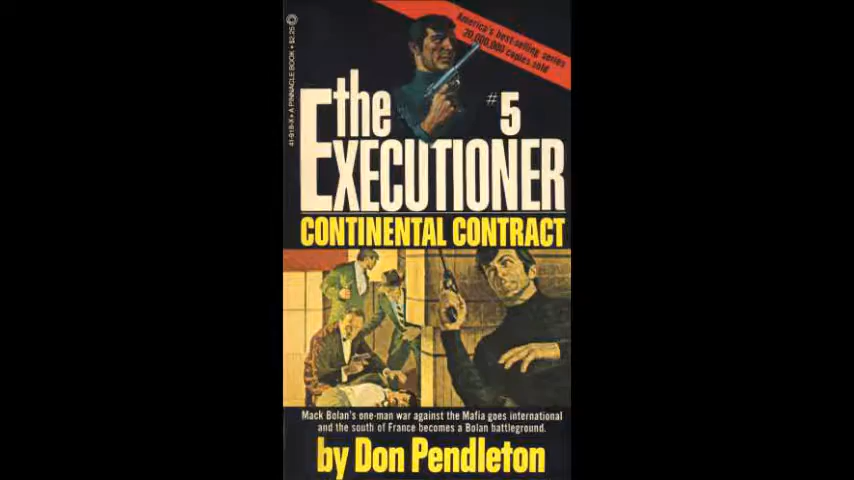 America's best-selling series
20,000,000 copies sold
41-918-X • A PINNACLE BOOK • $2.25
the
#5
EXECUTIONER
CONTINENTAL CONTRACT
Mack Bolan's one-man war against the Mafia goes international
and the south of France becomes a Bolan battleground.
by Don Pendleton